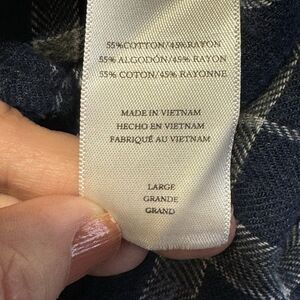 55%COTTON/45%RAYON
55% ALGODÓN/45% RAYON
55% COTON/45% RAYONNE
MADE IN VIETNAM
HECHO EN VIETNAM
FABRIQUÉ AU VIETNAM
LARGE
GRANDE
GRAND